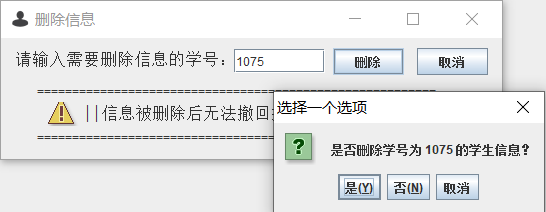 删除信息
请输入需要删除信息的学号：1075 删除 取消
||信息被删除后无法撤回
选择一个选项
是否删除学号为 1075 的学生信息？
是(Y) 否(N) 取消